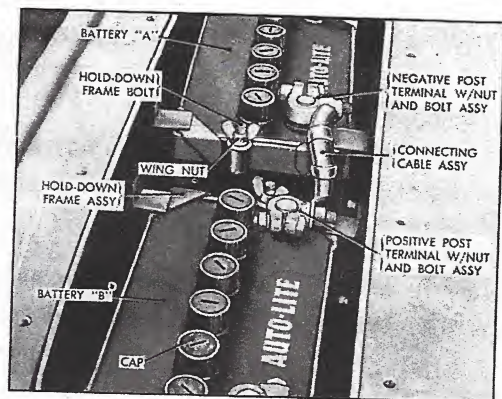 BATTERY "A"
HOLD-DOWN
FRAME BOLT
WING NUT
HOLD-DOWN
FRAME ASSY
BATTERY "B"
CAP
AUTO-LITE
UTO-LITE
NEGATIVE POST
TERMINAL W/NUT
AND BOLT ASSY
CONNECTING
CABLE ASSY
POSITIVE POST
TERMINAL W/NUT
AND BOLT ASSY